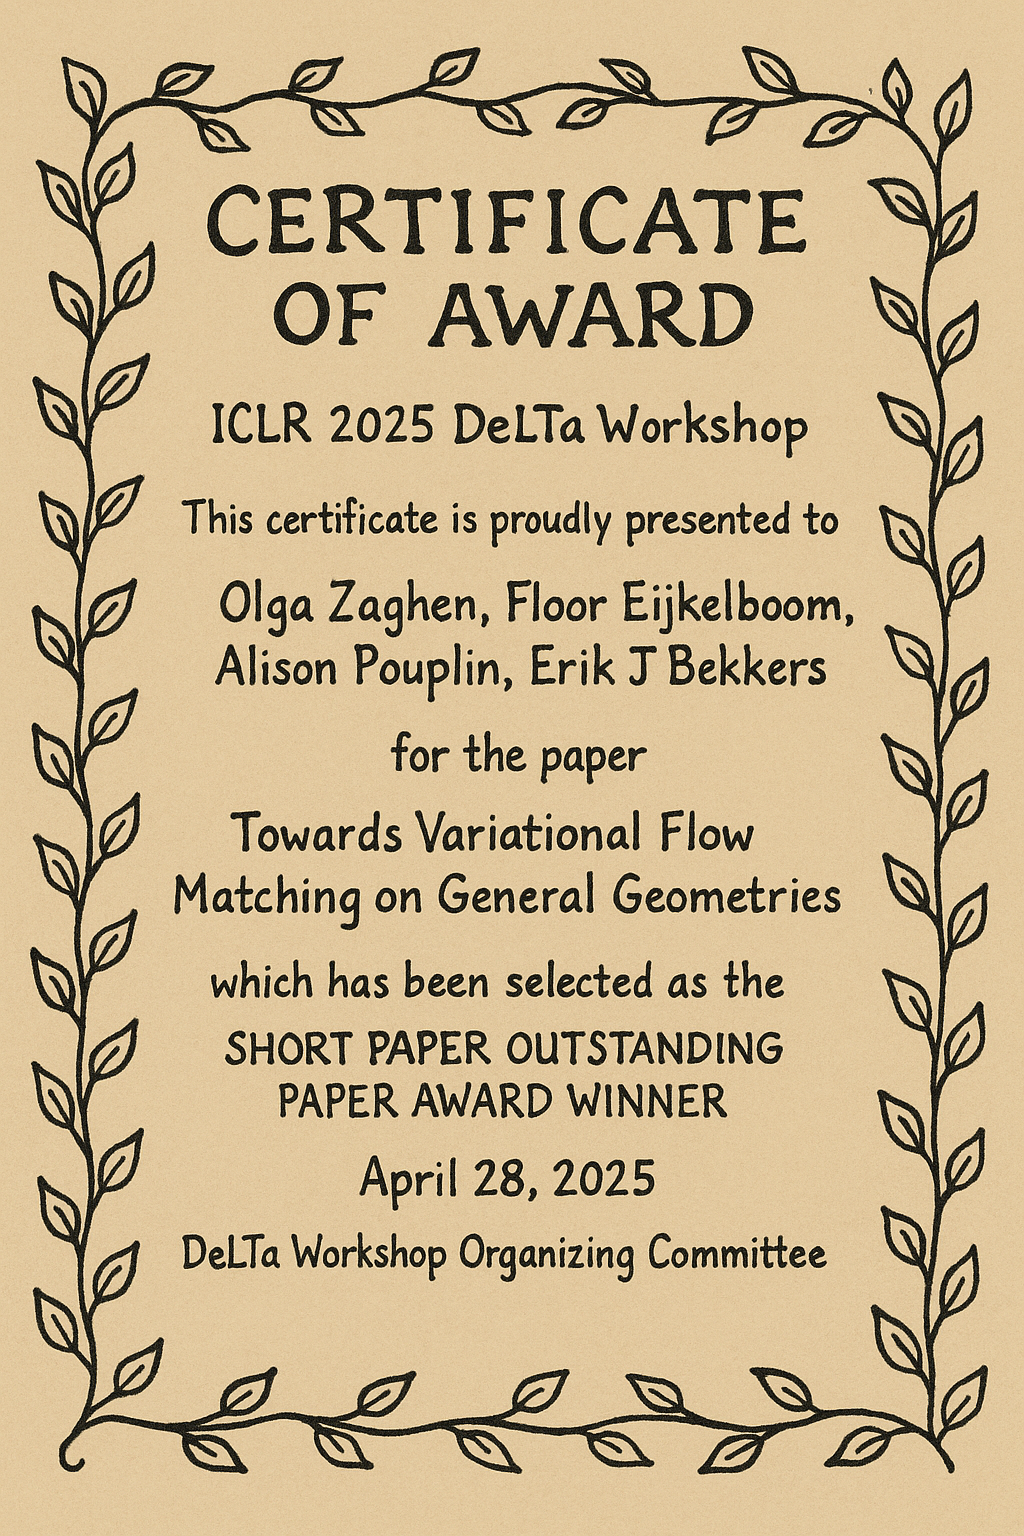 CERTIFICATE
OF AWARD
ICLR 2025 DeLTa Workshop
This certificate is proudly presented to
Olga Zaghen, Floor Eijkelboom,
Alison Pouplin, Erik J Bekkers
for the paper
Towards Variational Flow
Matching on General Geometries
which has been selected as the
SHORT PAPER OUTSTANDING
PAPER AWARD WINNER
April 28, 2025
DeLTa Workshop Organizing Committee